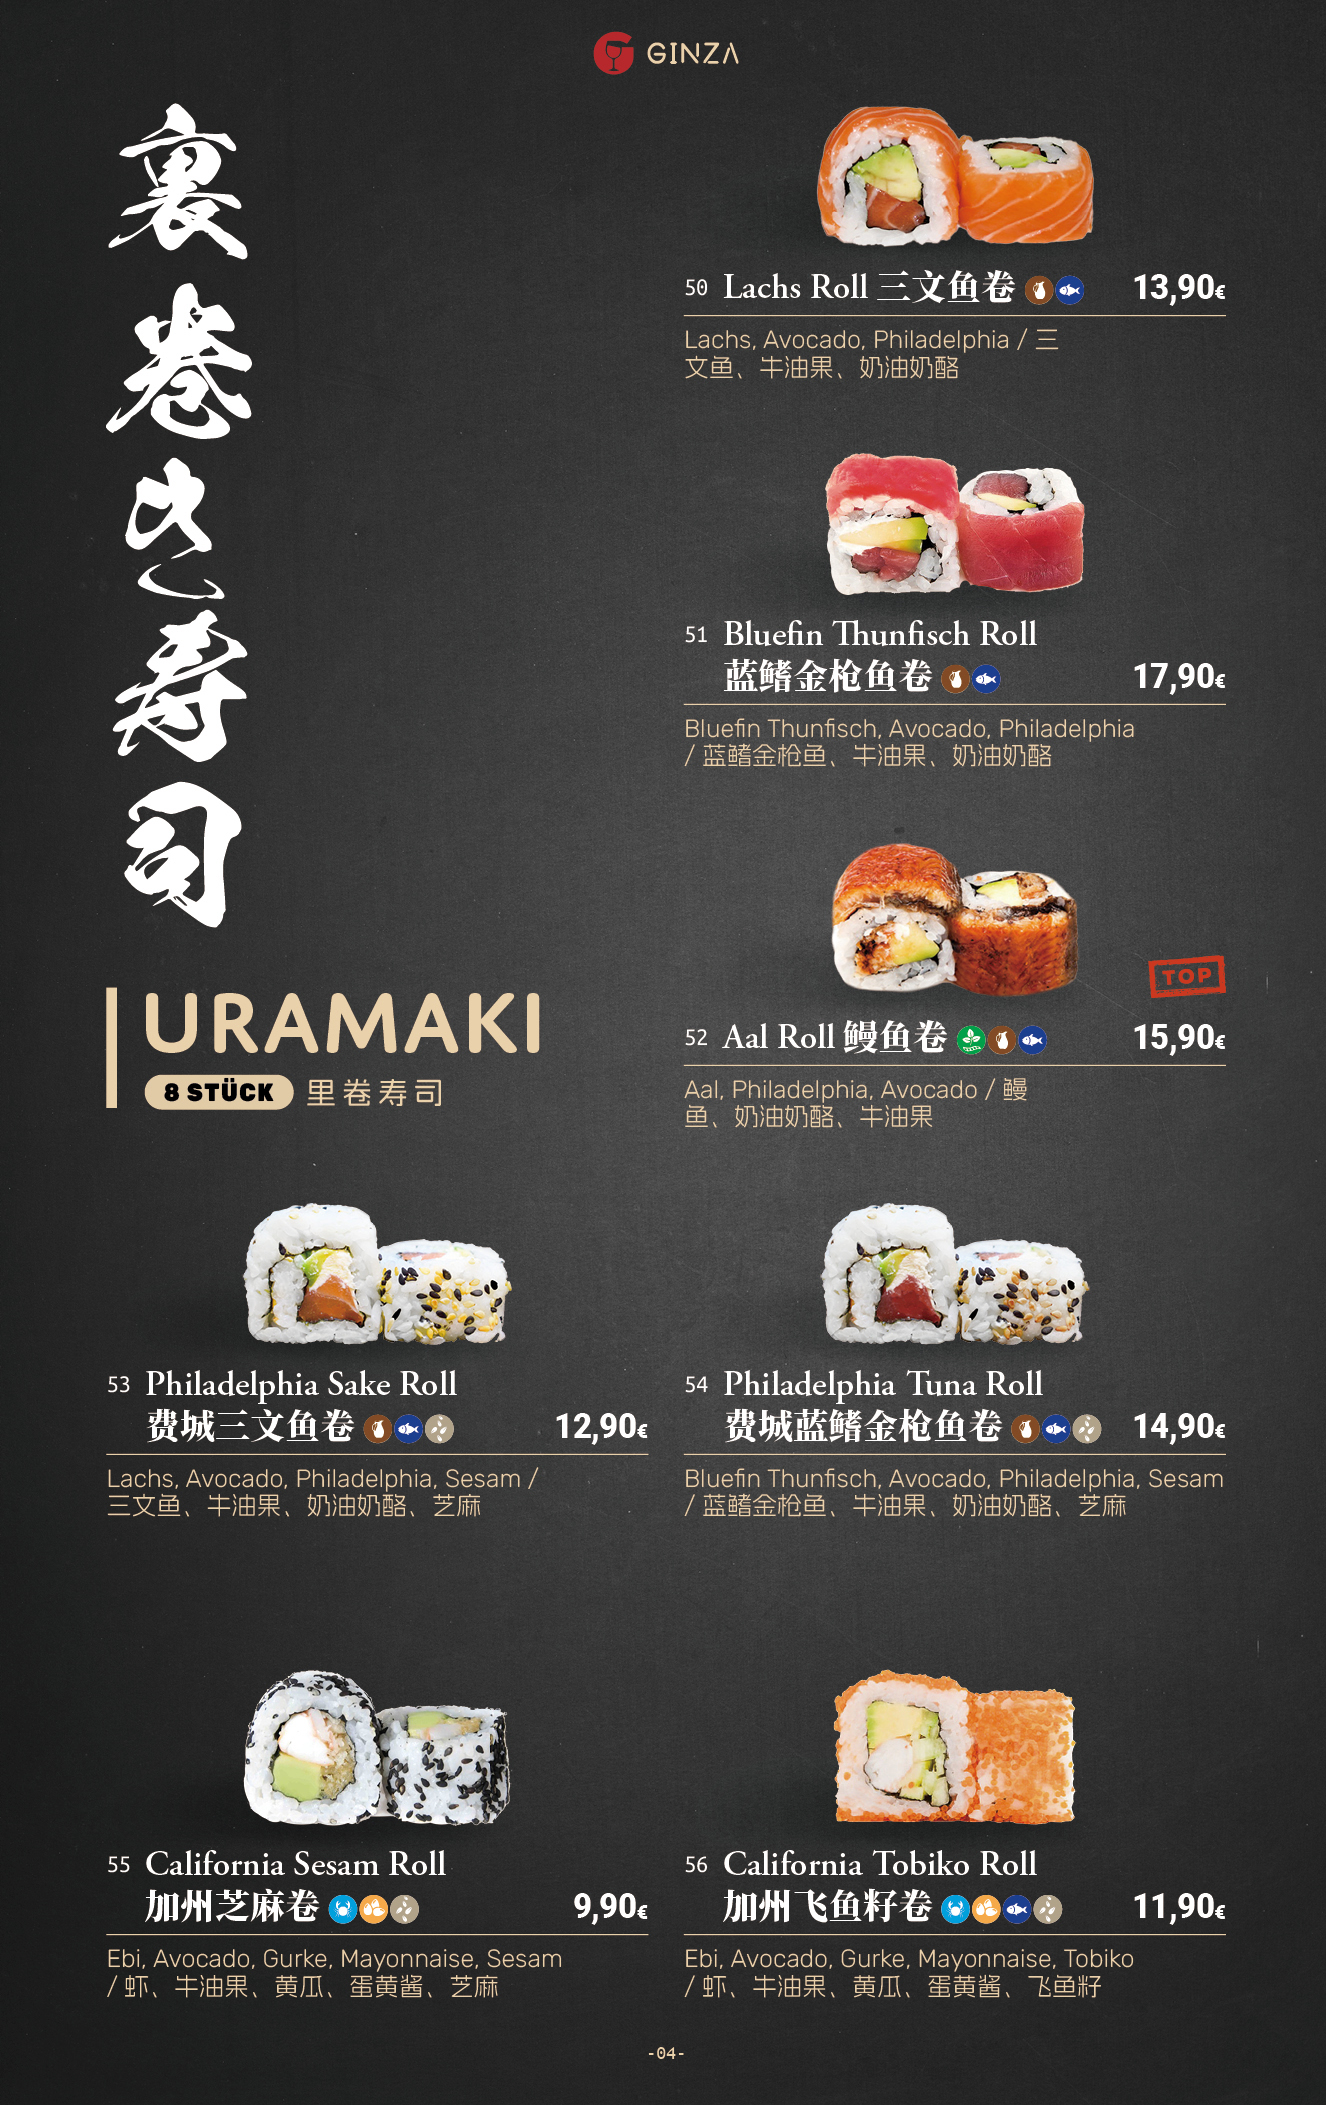 GINZA
裏卷き寿司
URAMAKI
8 STÜCK 里卷寿司
50 Lachs Roll 三文鱼卷 13,90€
Lachs, Avocado, Philadelphia / 三
文鱼、牛油果、奶油奶酪
51 Bluefin Thunfisch Roll
蓝鳍金枪鱼卷 17,90€
Bluefin Thunfisch, Avocado, Philadelphia
/ 蓝鳍金枪鱼、牛油果、奶油奶酪
TOP
52 Aal Roll 鳗鱼卷 15,90€
Aal, Philadelphia, Avocado / 鳗
鱼、奶油奶酪、牛油果
53 Philadelphia Sake Roll
费城三文鱼卷 12,90€
Lachs, Avocado, Philadelphia, Sesam /
三文鱼、牛油果、奶油奶酪、芝麻
54 Philadelphia Tuna Roll
费城蓝鳍金枪鱼卷 14,90€
Bluefin Thunfisch, Avocado, Philadelphia, Sesam
/ 蓝鳍金枪鱼、牛油果、奶油奶酪、芝麻
55 California Sesam Roll
加州芝麻卷 9,90€
Ebi, Avocado, Gurke, Mayonnaise, Sesam
/ 虾、牛油果、黄瓜、蛋黄酱、芝麻
56 California Tobiko Roll
加州飞鱼籽卷 11,90€
Ebi, Avocado, Gurke, Mayonnaise, Tobiko
/ 虾、牛油果、黄瓜、蛋黄酱、飞鱼籽
-04-